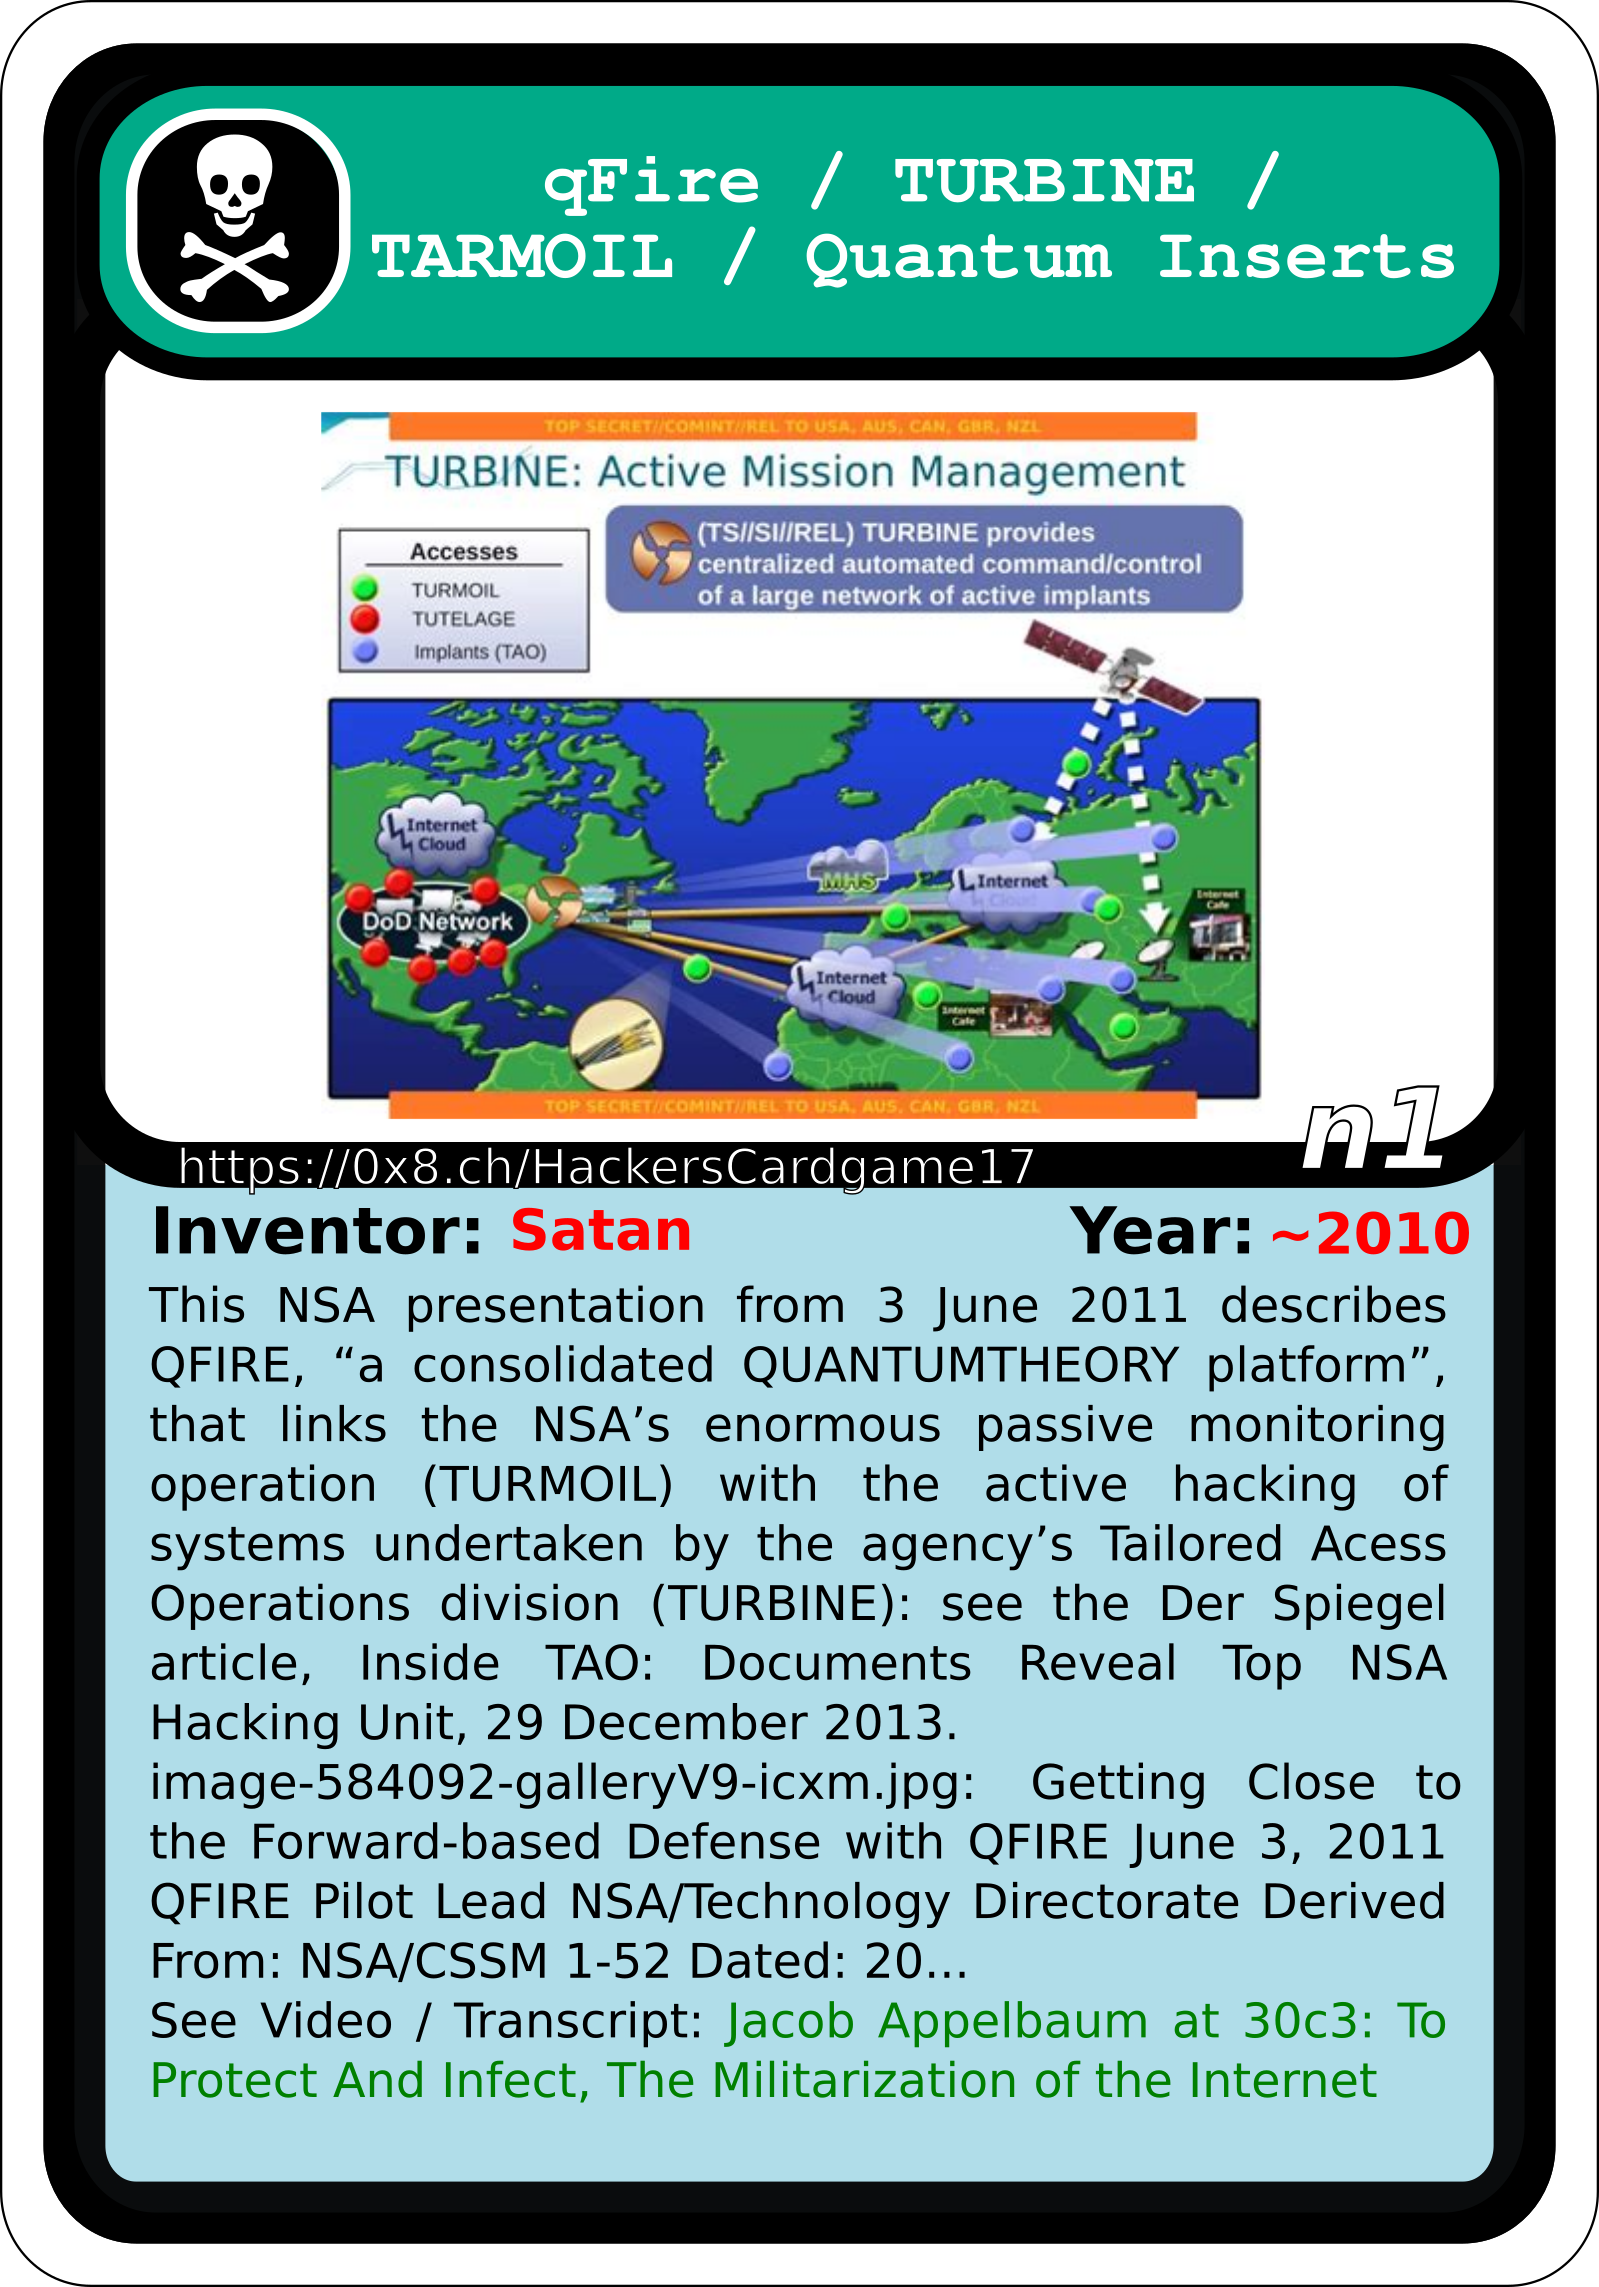 qFire / TURBINE /
TARMOIL / Quantum Inserts
TOP SECRET//COMINT//REL TO USA, AUS, CAN, GBR, NZL
TURBINE: Active Mission Management
(TS//SI//REL) TURBINE provides
centralized automated command/control
of a large network of active implants
Accesses
TURMOIL
TUTELAGE
Implants (TAO)
Internet
Cloud
MHS
Internet
Cloud
Internet
Cafe
DoD Network
Internet
Cloud
Internet
Cafe
TOP SECRET//COMINT//REL TO USA, AUS, CAN, GBR, NZL
n1
https://0x8.ch/HackersCardgame17
Inventor: Satan Year: ~2010
This NSA presentation from 3 June 2011 describes
QFIRE, “a consolidated QUANTUMTHEORY platform”,
that links the NSA’s enormous passive monitoring
operation (TURMOIL) with the active hacking of
systems undertaken by the agency’s Tailored Acess
Operations division (TURBINE): see the Der Spiegel
article, Inside TAO: Documents Reveal Top NSA
Hacking Unit, 29 December 2013.
image-584092-galleryV9-icxm.jpg: Getting Close to
the Forward-based Defense with QFIRE June 3, 2011
QFIRE Pilot Lead NSA/Technology Directorate Derived
From: NSA/CSSM 1-52 Dated: 20...
See Video / Transcript: Jacob Appelbaum at 30c3: To
Protect And Infect, The Militarization of the Internet